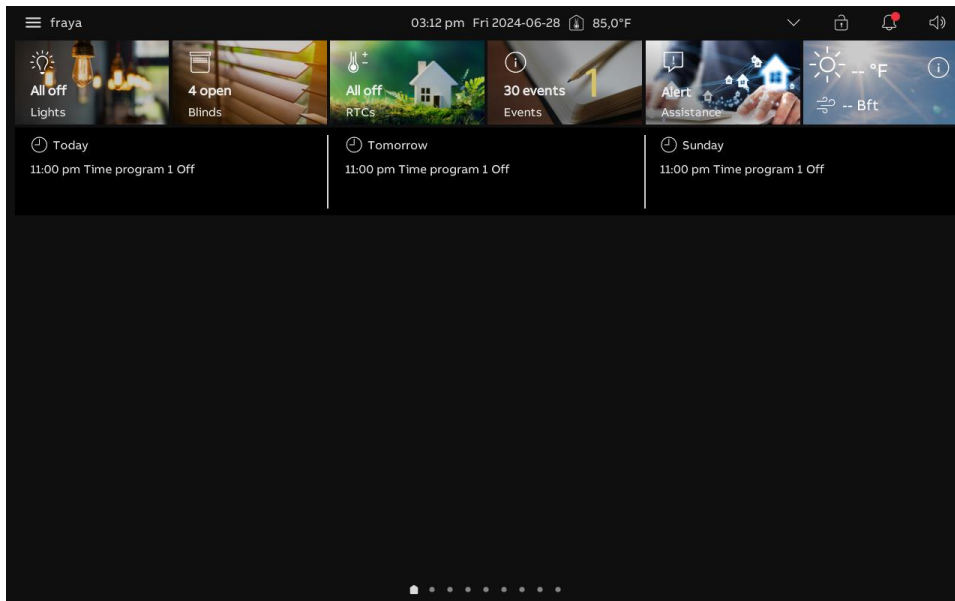 fraya
03:12 pm Fri 2024-06-28 85,0°F
All off
Lights
4 open
Blinds
All off
RTCs
30 events
Events
1
Alert
Assistance
-- °F
-- Bft
Today
11:00 pm Time program 1 Off
Tomorrow
11:00 pm Time program 1 Off
Sunday
11:00 pm Time program 1 Off